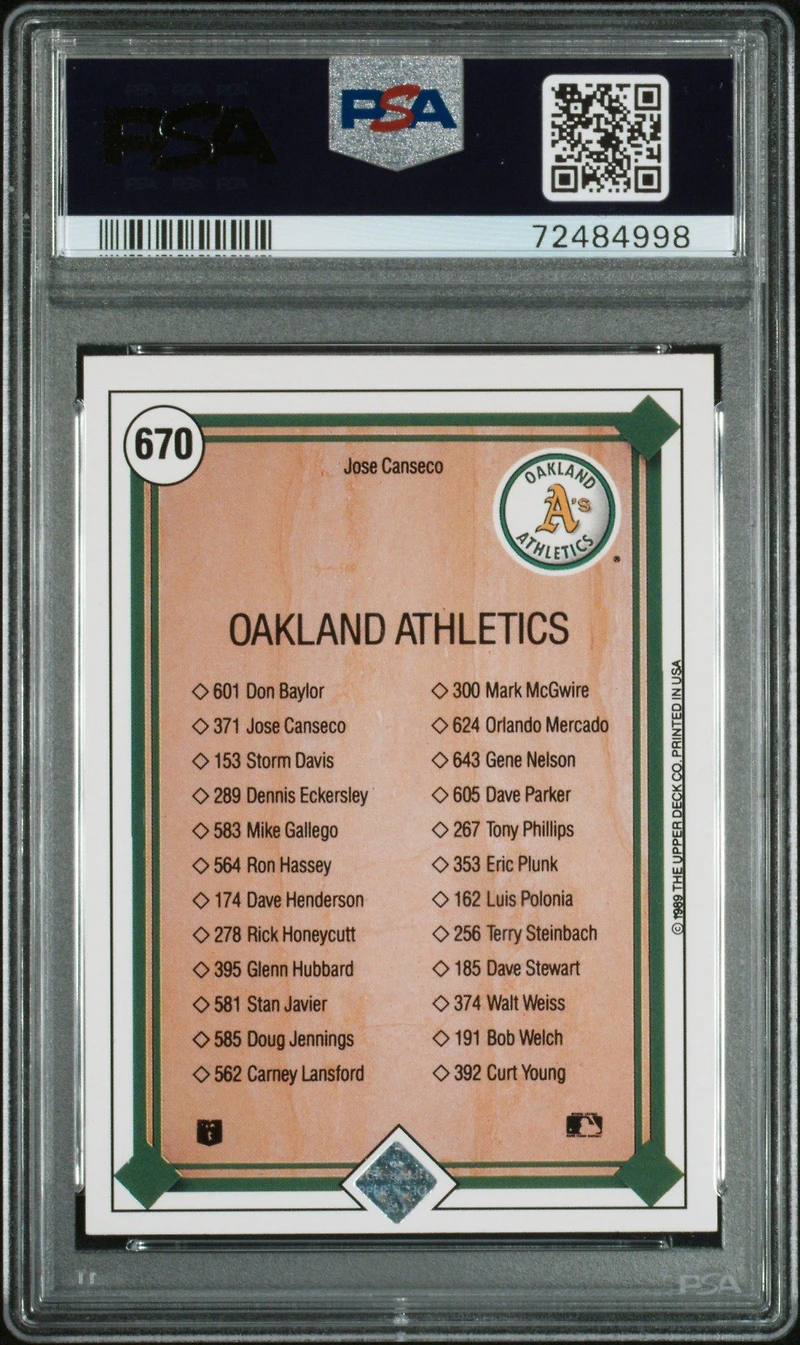 PSA
PSA
72484998
670
Jose Canseco
OAKLAND
A's
ATHLETICS
OAKLAND ATHLETICS
601 Don Baylor
371 Jose Canseco
153 Storm Davis
289 Dennis Eckersley
583 Mike Gallego
564 Ron Hassey
174 Dave Henderson
278 Rick Honeycutt
395 Glenn Hubbard
581 Stan Javier
585 Doug Jennings
562 Carney Lansford
300 Mark McGwire
624 Orlando Mercado
643 Gene Nelson
605 Dave Parker
267 Tony Phillips
353 Eric Plunk
162 Luis Polonia
256 Terry Steinbach
185 Dave Stewart
374 Walt Weiss
191 Bob Welch
392 Curt Young
© 1989 THE UPPER DECK CO. PRINTED IN USA
PSA